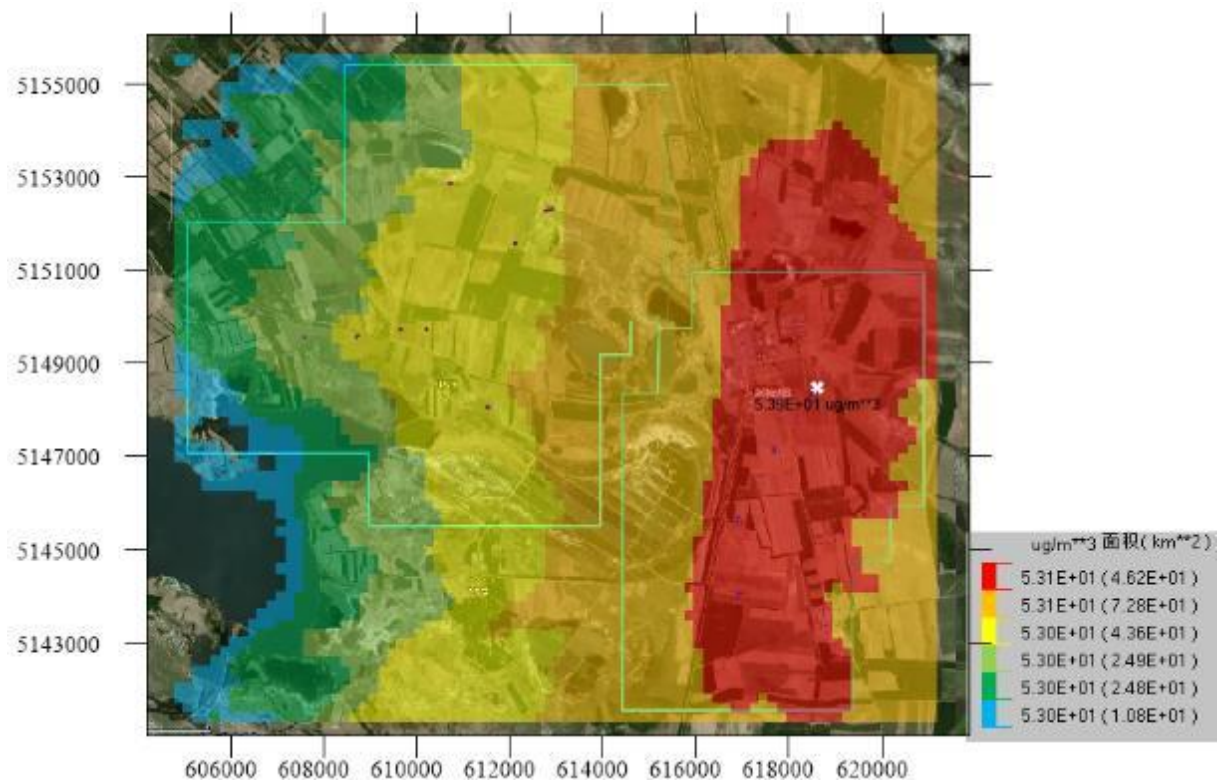 5155000
5153000
5151000
5149000
5147000
5145000
5143000
5.39E+01 ug/m**3
606000 608000 610000 612000 614000 616000 618000 620000
ug/m**3 面积( km**2)
5.31E+01 ( 4.62E+01 )
5.31E+01 ( 7.28E+01 )
5.30E+01 ( 4.36E+01 )
5.30E+01 ( 2.49E+01 )
5.30E+01 ( 2.48E+01 )
5.30E+01 ( 1.08E+01 )